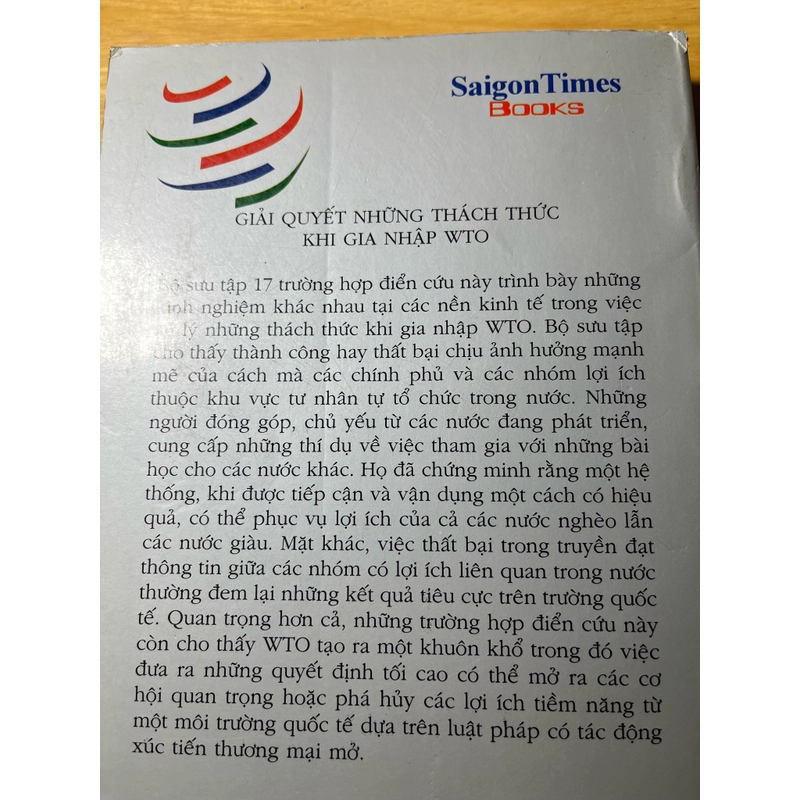 SaigonTimes
BOOKS
GIẢI QUYẾT NHỮNG THÁCH THỨC
KHI GIA NHẬP WTO
Bộ sưu tập 17 trường hợp điển cứu này trình bày những
kinh nghiệm khác nhau tại các nền kinh tế trong việc
xử lý những thách thức khi gia nhập WTO. Bộ sưu tập
cho thấy thành công hay thất bại chịu ảnh hưởng mạnh
mẽ của cách mà các chính phủ và các nhóm lợi ích
thuộc khu vực tư nhân tự tổ chức trong nước. Những
người đóng góp, chủ yếu từ các nước đang phát triển,
cung cấp những thí dụ về việc tham gia với những bài
học cho các nước khác. Họ đã chứng minh rằng một hệ
thống, khi được tiếp cận và vận dụng một cách có hiệu
quả, có thể phục vụ lợi ích của cả các nước nghèo lẫn
các nước giàu. Mặt khác, việc thất bại trong truyền đạt
thông tin giữa các nhóm có lợi ích liên quan trong nước
thường đem lại những kết quả tiêu cực trên trường quốc
tế. Quan trọng hơn cả, những trường hợp điển cứu này
còn cho thấy WTO tạo ra một khuôn khổ trong đó việc
đưa ra những quyết định tối cao có thể mở ra các cơ
hội quan trọng hoặc phá hủy các lợi ích tiềm năng từ
một môi trường quốc tế dựa trên luật pháp có tác động
xúc tiến thương mại mở.